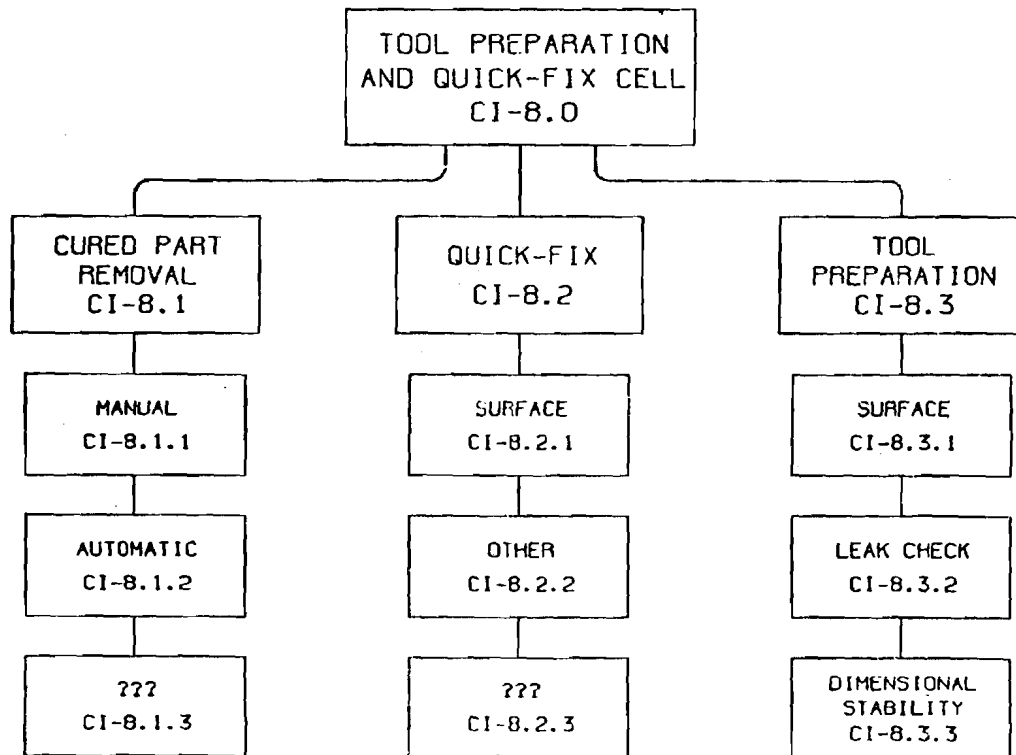 TOOL PREPARATION
AND QUICK-FIX CELL
CI-8.0
CURED PART
REMOVAL
CI-8.1
QUICK-FIX
CI-8.2
TOOL
PREPARATION
CI-8.3
MANUAL
CI-8.1.1
SURFACE
CI-8.2.1
SURFACE
CI-8.3.1
AUTOMATIC
CI-8.1.2
OTHER
CI-8.2.2
LEAK CHECK
CI-8.3.2
???
CI-8.1.3
???
CI-8.2.3
DIMENSIONAL
STABILITY
CI-8.3.3